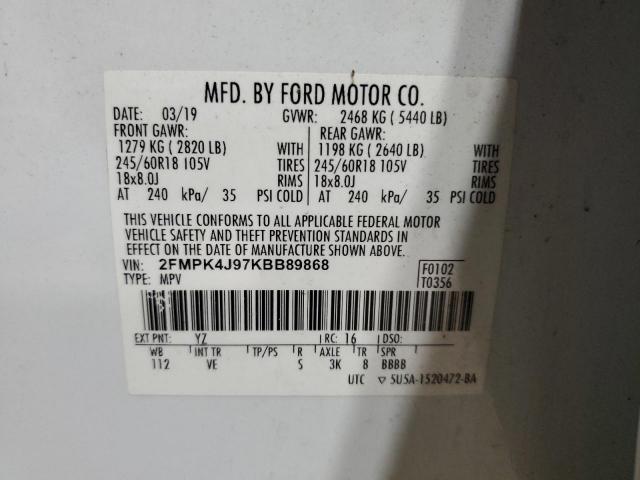 MFD. BY FORD MOTOR CO.
DATE: 03/19 GVWR: 2468 KG ( 5440 LB)
FRONT GAWR: REAR GAWR:
1279 KG ( 2820 LB) WITH 1198 KG ( 2640 LB) WITH
245/60R18 105V TIRES 245/60R18 105V TIRES
18x8.0J RIMS 18x8.0J RIMS
AT 240 kPa/ 35 PSI COLD AT 240 kPa/ 35 PSI COLD
THIS VEHICLE CONFORMS TO ALL APPLICABLE FEDERAL MOTOR
VEHICLE SAFETY AND THEFT PREVENTION STANDARDS IN
EFFECT ON THE DATE OF MANUFACTURE SHOWN ABOVE.
VIN: 2FMPK4J97KBB89868 F0102
TYPE: MPV T0356
EXT PNT: YZ RC: 16 DSO:
WB INT TR TP/PS R AXLE TR SPR
112 VE S 3K 8 BBBB
UTC ▽ 5U5A-1520472-BA